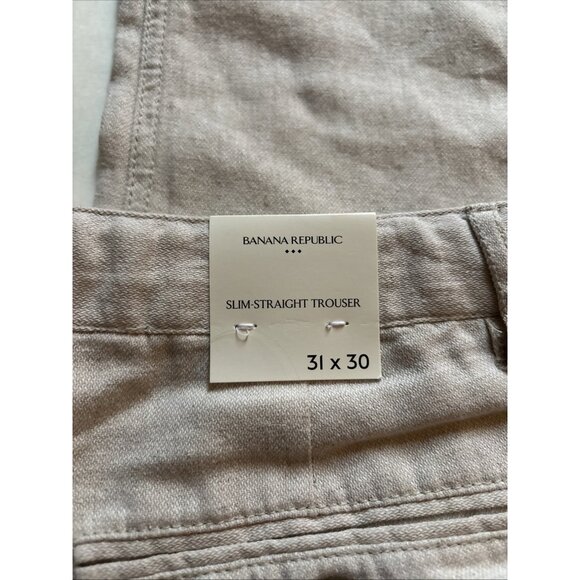 BANANA REPUBLIC
SLIM-STRAIGHT TROUSER
31 x 30